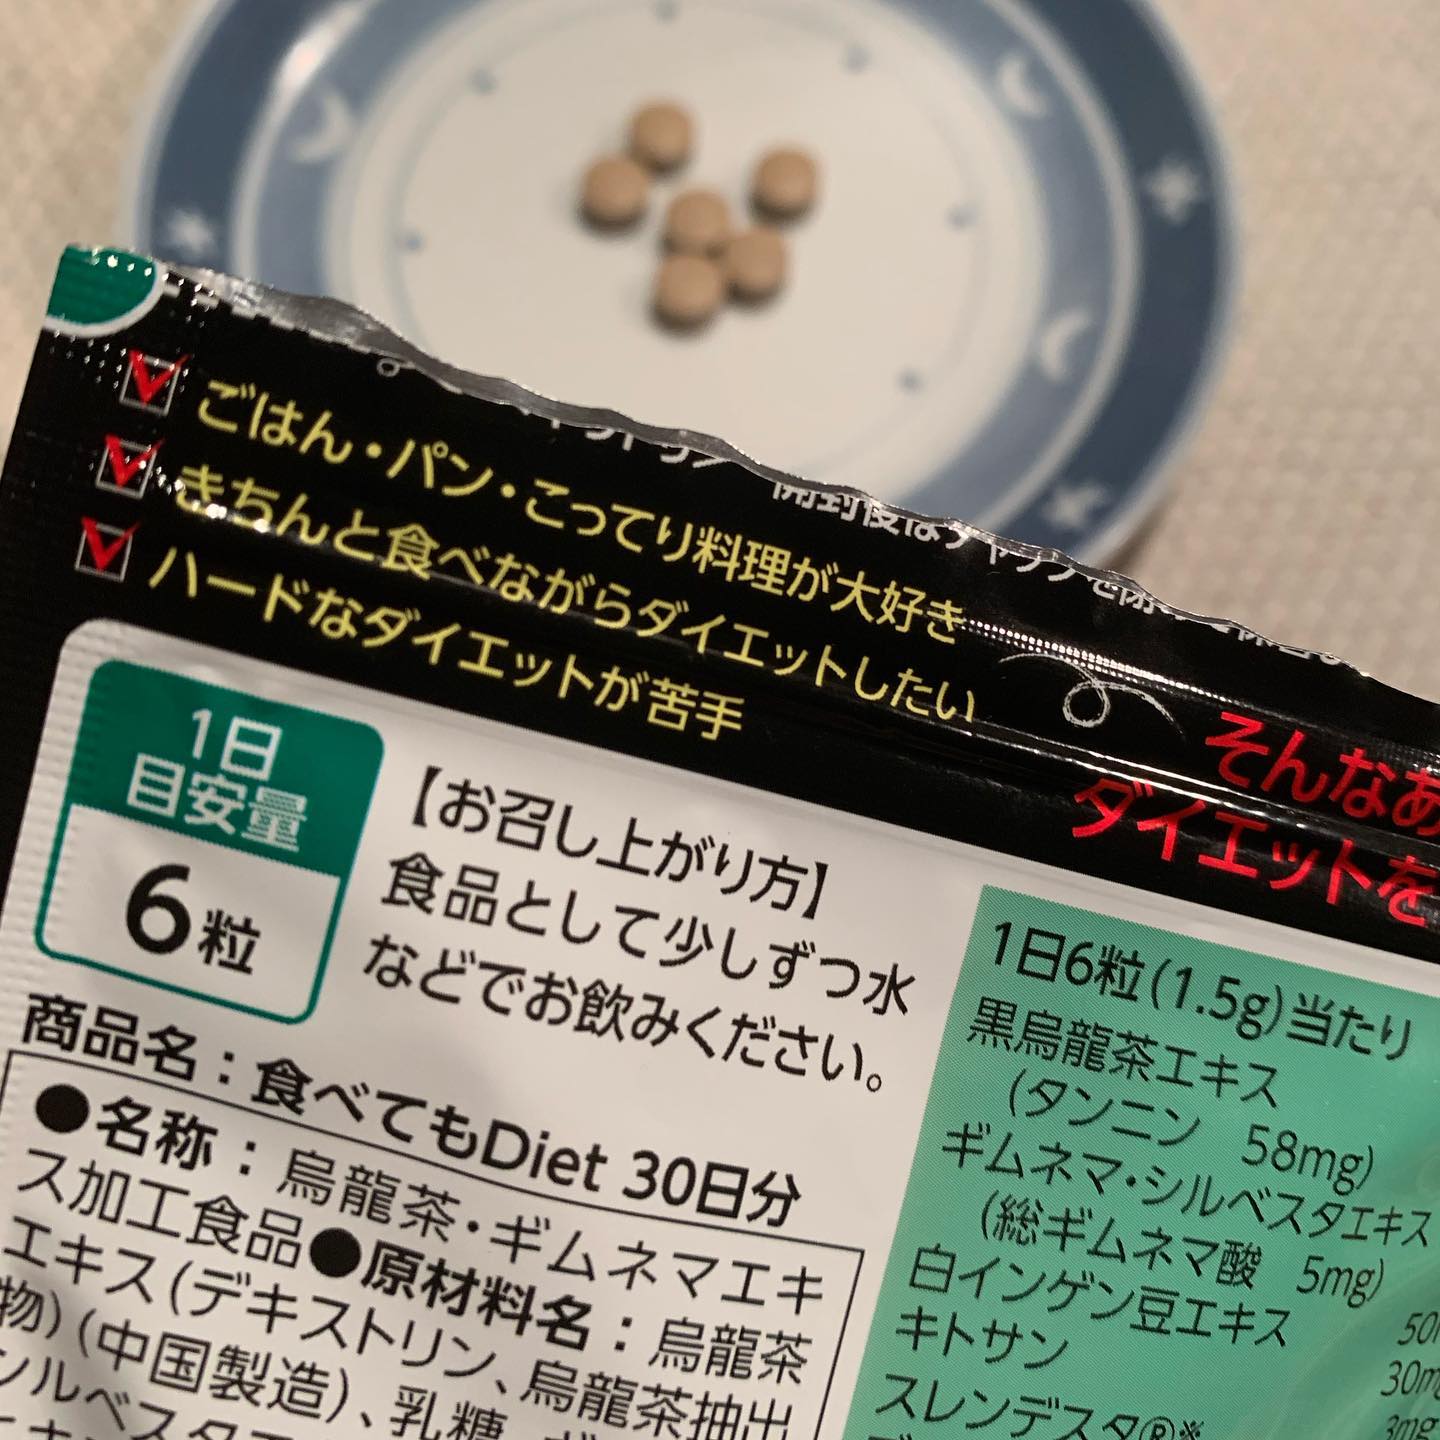 ごはん・パン・こってり料理が大好き
きちんと食べながらダイエットしたい
ハードなダイエットが苦手
そんなあ
ダイエットを
1日
目安量
6粒
【お召し上がり方】
食品として少しずつ水
などでお飲みください。
商品名：食べてもDiet 30日分
●名称：烏龍茶・ギムネマエキ
ス加工食品●原材料名：烏龍茶
エキス(デキストリン、烏龍茶抽出
物)(中国製造)、乳糖、
シルベスタ
1日6粒(1.5g)当たり
黒烏龍茶エキス
(タンニン 58mg)
ギムネマ・シルベスタエキス
(総ギムネマ酸 5mg)
白インゲン豆エキス
キトサン 30mg
スレンデスタ®※ 3mg